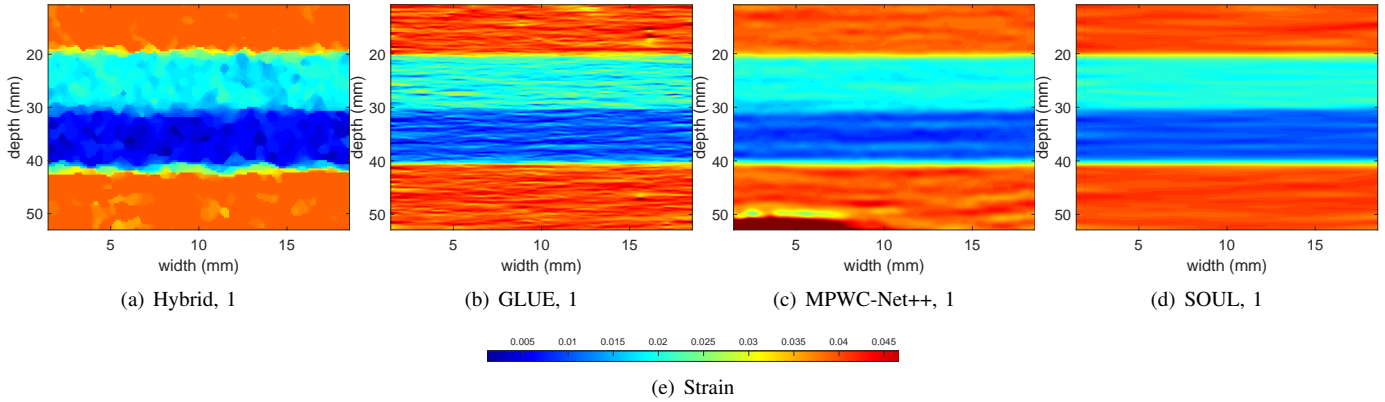 20
30
40
50
depth (mm)
5
10
15
width (mm)
(a) Hybrid, 1
20
30
40
50
depth (mm)
5
10
15
width (mm)
(b) GLUE, 1
20
30
40
50
depth (mm)
5
10
15
width (mm)
(c) MPWC-Net++, 1
20
30
40
50
depth (mm)
5
10
15
width (mm)
(d) SOUL, 1
0.005 0.01 0.015 0.02 0.025 0.03 0.035 0.04 0.045
(e) Strain